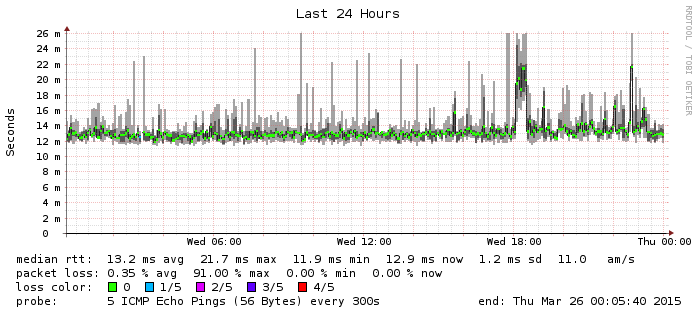 Last 24 Hours
RRDTOOL / TOBI OETIKER
Seconds
26 m
24 m
22 m
20 m
18 m
16 m
14 m
12 m
10 m
8 m
6 m
4 m
2 m
0
Wed 06:00 Wed 12:00 Wed 18:00 Thu 00:00
median rtt: 13.2 ms avg 21.7 ms max 11.9 ms min 12.9 ms now 1.2 ms sd 11.0 am/s
packet loss: 0.35 % avg 91.00 % max 0.00 % min 0.00 % now
loss color: 0 1/5 2/5 3/5 4/5
probe: 5 ICMP Echo Pings (56 Bytes) every 300s end: Thu Mar 26 00:05:40 2015